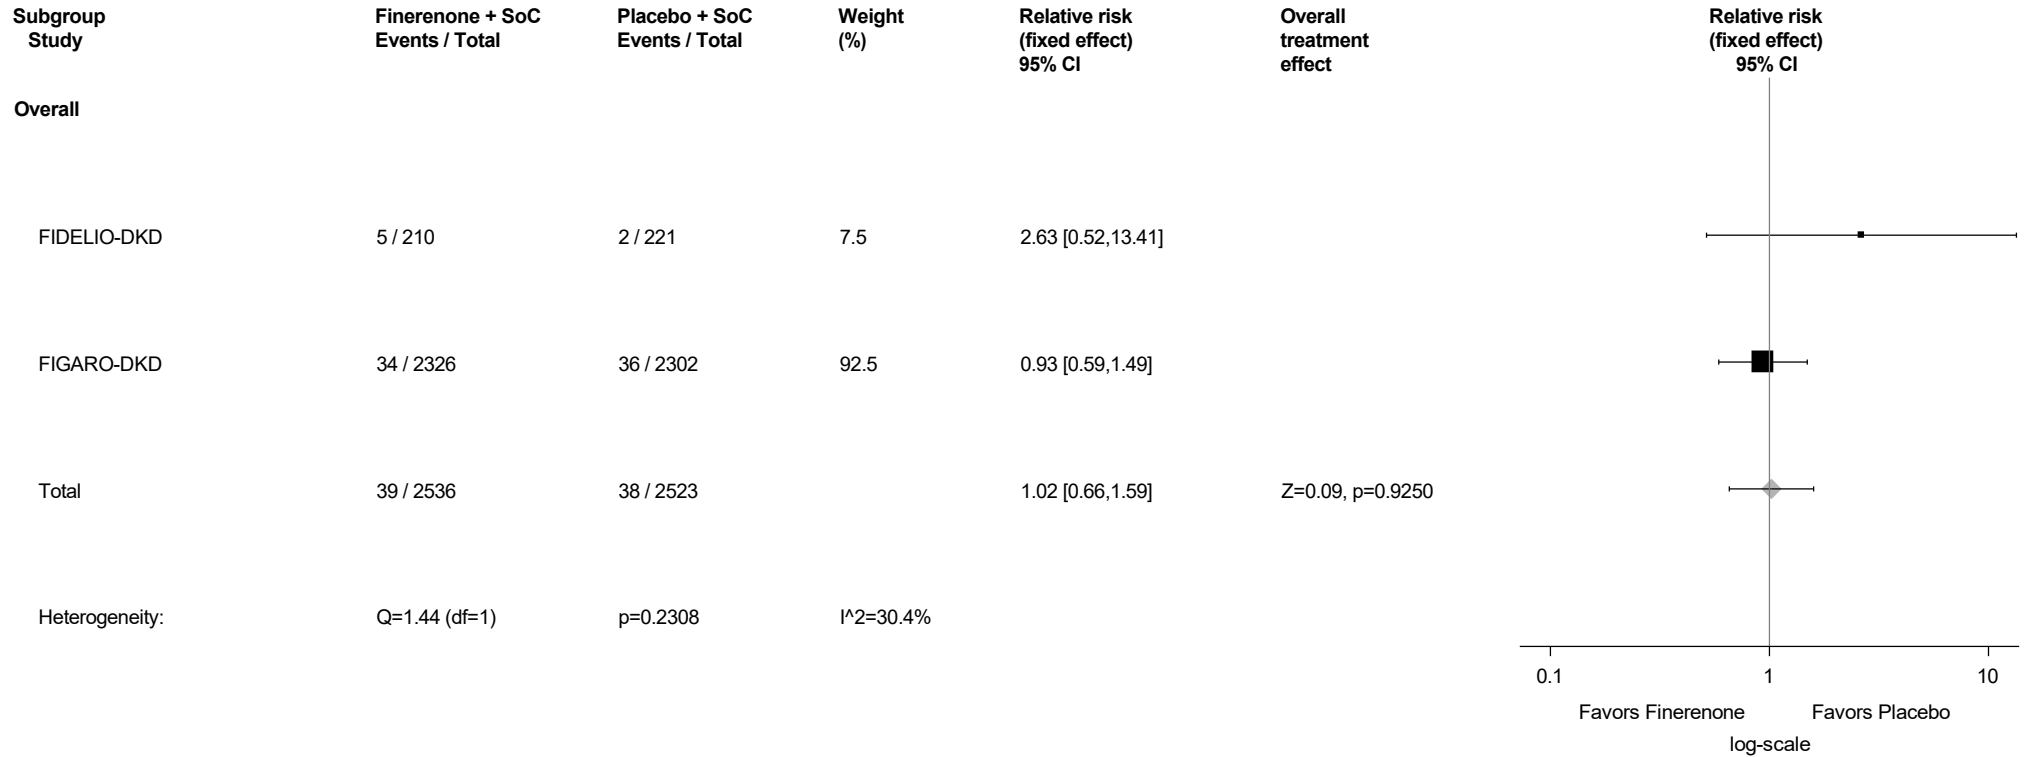 Subgroup Finerenone + SoC Placebo + SoC Weight Relative risk Overall Relative risk
Study Events / Total Events / Total (%) (fixed effect) treatment (fixed effect)
95% CI effect 95% CI
Overall
FIDELIO-DKD 5 / 210 2 / 221 7.5 2.63 [0.52,13.41]
FIGARO-DKD 34 / 2326 36 / 2302 92.5 0.93 [0.59,1.49]
Total 39 / 2536 38 / 2523 1.02 [0.66,1.59] Z=0.09, p=0.9250
Heterogeneity: Q=1.44 (df=1) p=0.2308 I^2=30.4%
0.1 1 10
Favors Finerenone Favors Placebo
log-scale